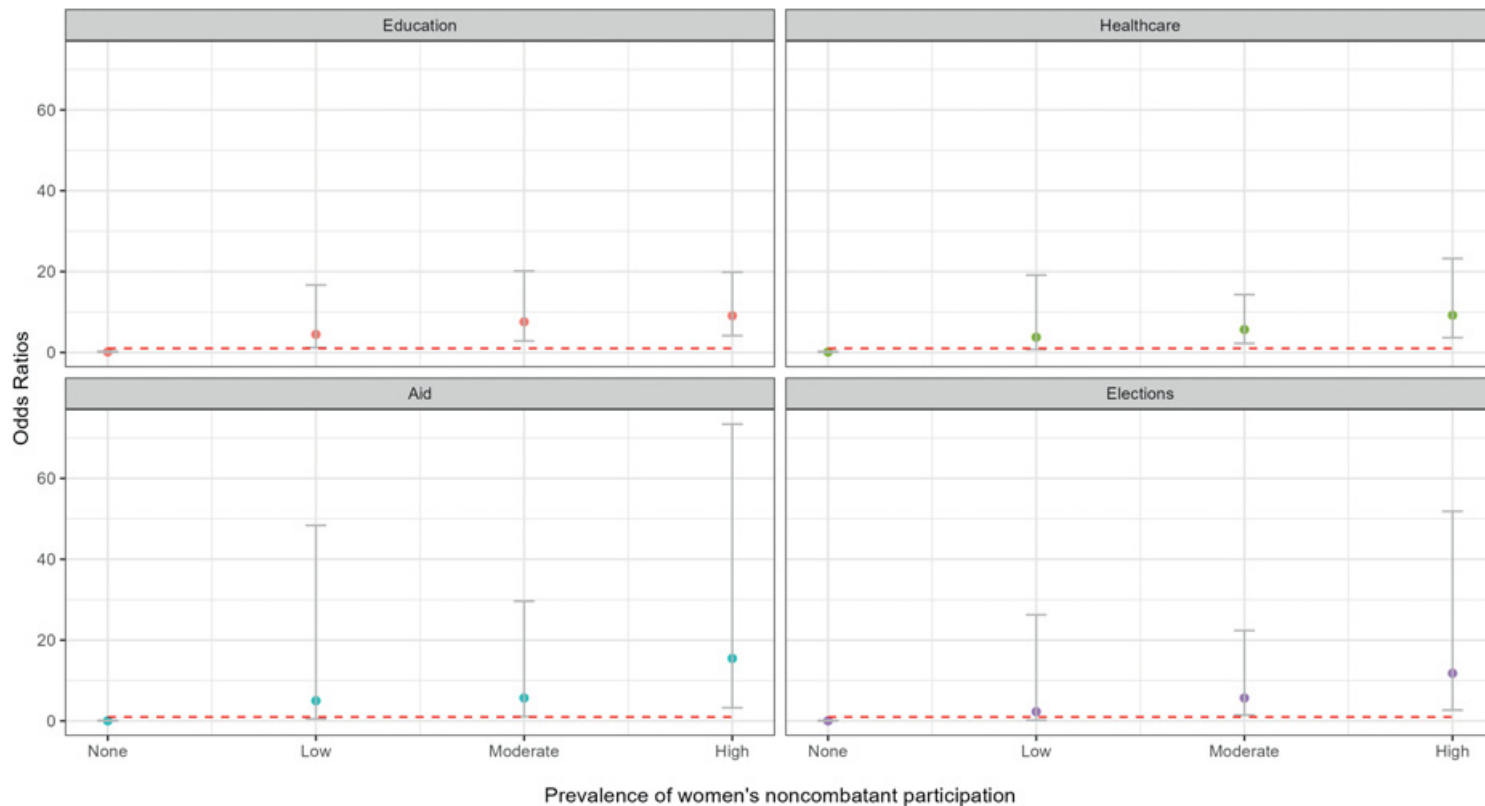 Education
Healthcare
60
40
20
0
Aid
Elections
60
40
20
0
Odds Ratios
None
Low
Moderate
High
None
Low
Moderate
High
Prevalence of women's noncombatant participation